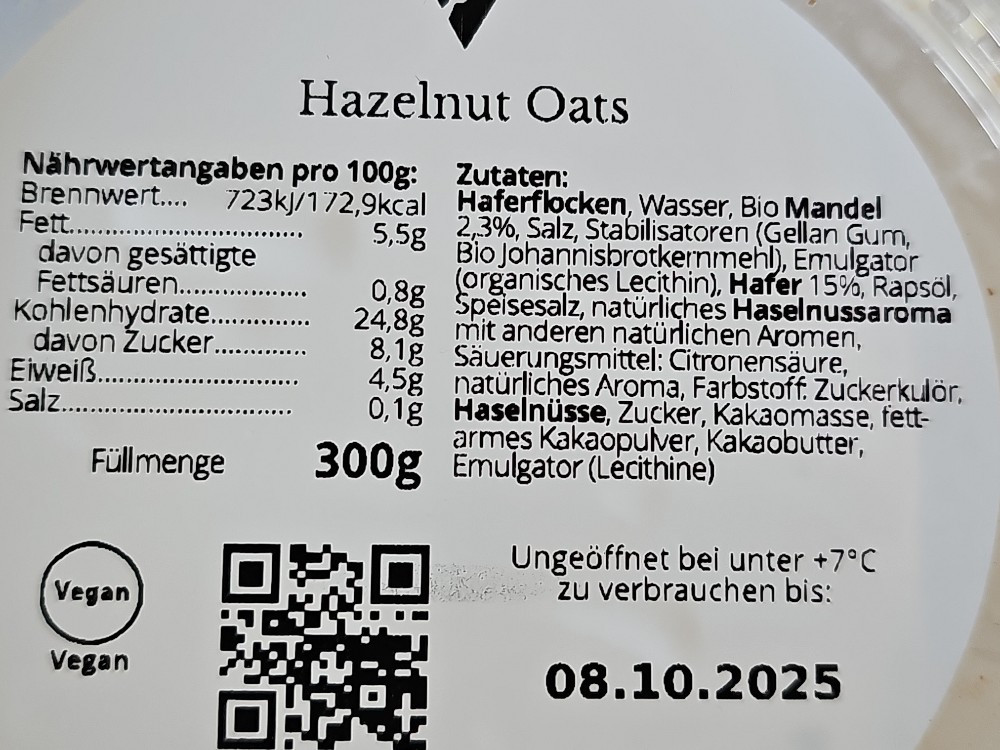 Hazelnut Oats
Nährwertangaben pro 100g:
Brennwert.... 723kJ/172,9kcal
Fett................................. 5,5g
davon gesättigte
Fettsäuren.................. 0,8g
Kohlenhydrate.............. 24,8g
davon Zucker............. 8,1g
Eiweiß............................ 4,5g
Salz................................ 0,1g
Füllmenge 300g
Zutaten:
Haferflocken, Wasser, Bio Mandel
2,3%, Salz, Stabilisatoren (Gellan Gum,
Bio Johannisbrotkernmehl), Emulgator
(organisches Lecithin), Hafer 15%, Rapsöl,
Speisesalz, natürliches Haselnussaroma
mit anderen natürlichen Aromen,
Säuerungsmittel: Citronensäure,
natürliches Aroma, Farbstoff: Zuckerkulör,
Haselnüsse, Zucker, Kakaomasse, fett-
armes Kakaopulver, Kakaobutter,
Emulgator (Lecithine)
Vegan
Vegan
Ungeöffnet bei unter +7°C
zu verbrauchen bis:
08.10.2025